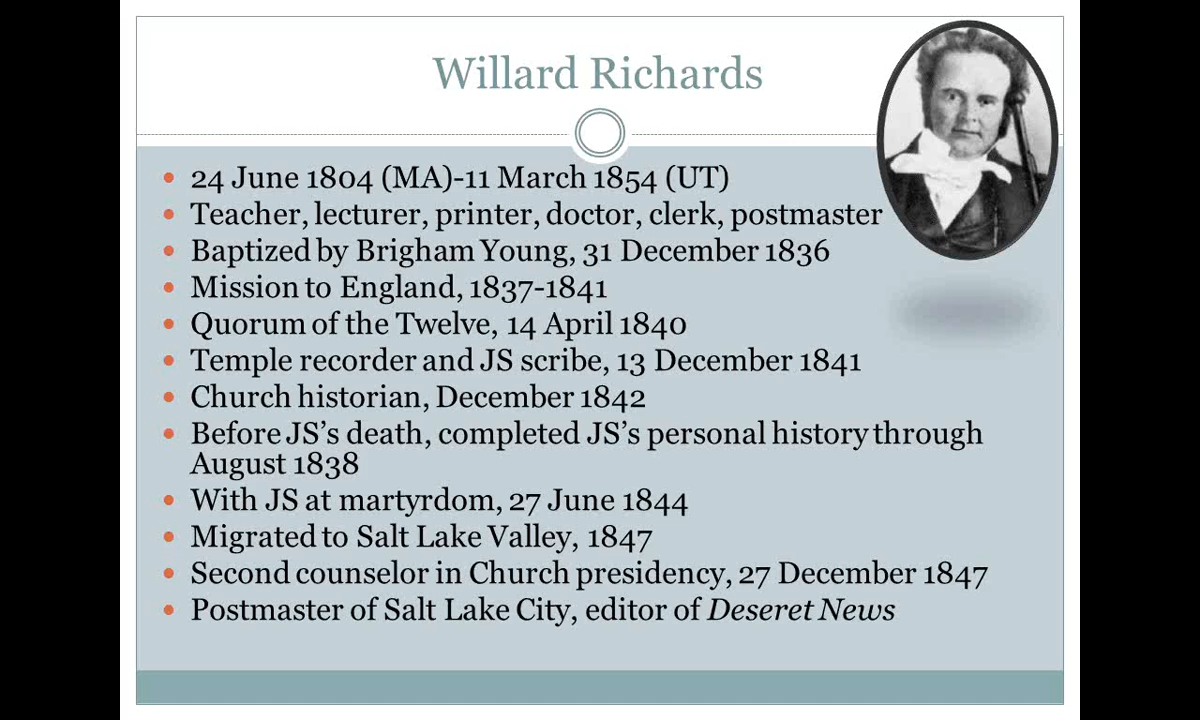 Willard Richards
24 June 1804 (MA)-11 March 1854 (UT)
Teacher, lecturer, printer, doctor, clerk, postmaster
Baptized by Brigham Young, 31 December 1836
Mission to England, 1837-1841
Quorum of the Twelve, 14 April 1840
Temple recorder and JS scribe, 13 December 1841
Church historian, December 1842
Before JS’s death, completed JS’s personal history through
August 1838
With JS at martyrdom, 27 June 1844
Migrated to Salt Lake Valley, 1847
Second counselor in Church presidency, 27 December 1847
Postmaster of Salt Lake City, editor of Deseret News